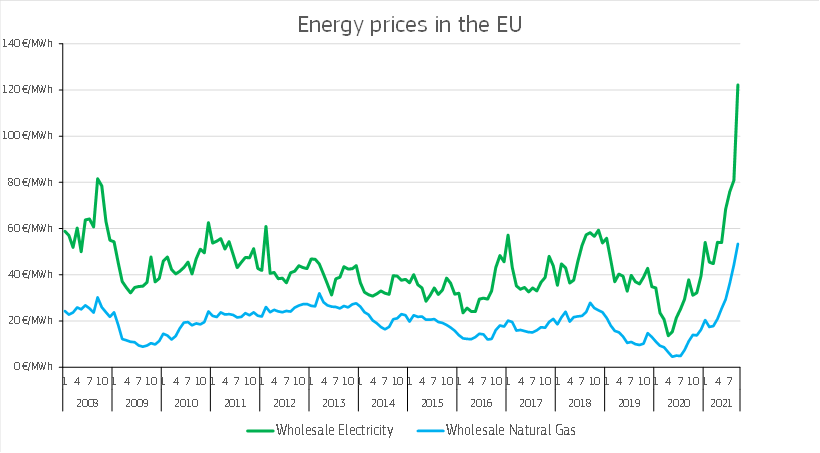 Energy prices in the EU
140 €/MWh
120 €/MWh
100 €/MWh
80 €/MWh
60 €/MWh
40 €/MWh
20 €/MWh
0 €/MWh
1 4 7 10 1 4 7 10 1 4 7 10 1 4 7 10 1 4 7 10 1 4 7 10 1 4 7 10 1 4 7 10 1 4 7 10 1 4 7 10 1 4 7 10 1 4 7 10 1 4 7 10 1 4 7
2008 2009 2010 2011 2012 2013 2014 2015 2016 2017 2018 2019 2020 2021
Wholesale Electricity Wholesale Natural Gas